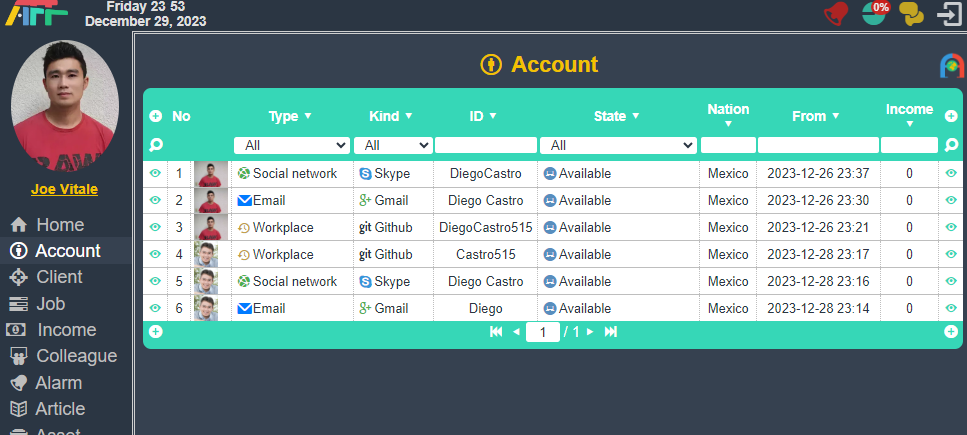 Friday 23 53
December 29, 2023
0%
Joe Vitale
Home
Account
Client
Job
Income
Colleague
Alarm
Article
Asset
Account
No Type Kind ID State Nation From Income
All All All
1 Social network Skype DiegoCastro Available Mexico 2023-12-26 23:37 0
2 Email g+ Gmail Diego Castro Available Mexico 2023-12-26 23:30 0
3 Workplace git Github DiegoCastro515 Available Mexico 2023-12-26 23:21 0
4 Workplace git Github Castro515 Available Mexico 2023-12-28 23:17 0
5 Social network Skype Diego Castro Available Mexico 2023-12-28 23:16 0
6 Email g+ Gmail Diego Available Mexico 2023-12-28 23:14 0
1 / 1